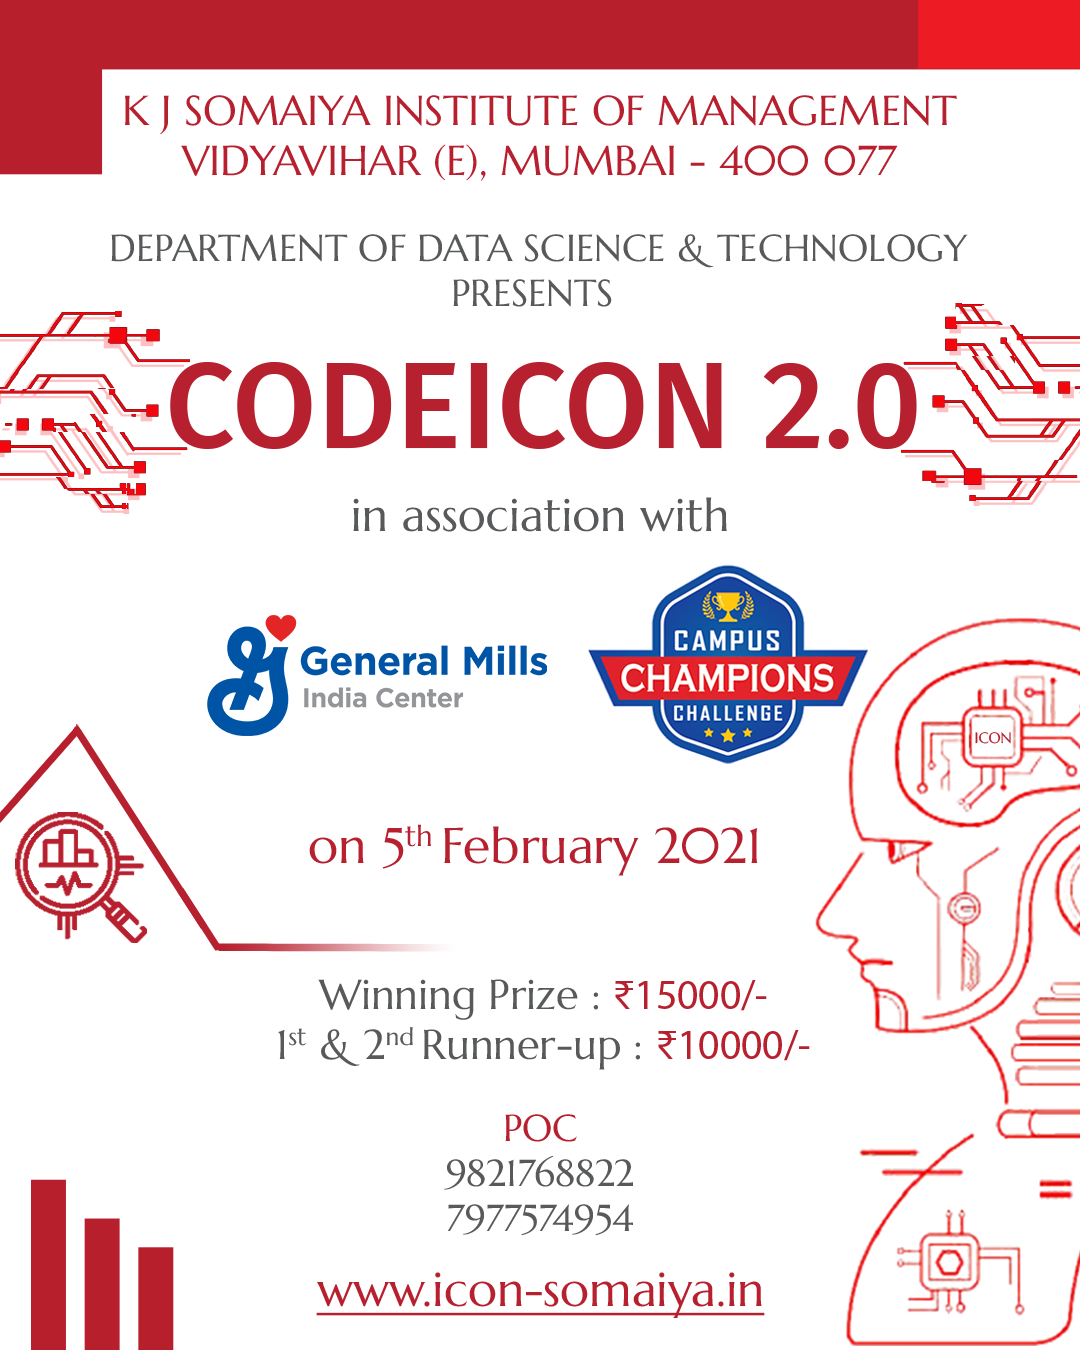 K J SOMAIYA INSTITUTE OF MANAGEMENT
VIDYAVIHAR (E), MUMBAI - 400 077
DEPARTMENT OF DATA SCIENCE & TECHNOLOGY
PRESENTS
CODEICON 2.0
in association with
General Mills
India Center
CAMPUS
CHAMPIONS
CHALLENGE
ICON
on 5th February 2021
Winning Prize : ₹15000/-
1st & 2nd Runner-up : ₹10000/-
POC
9821768822
7977574954
www.icon-somaiya.in